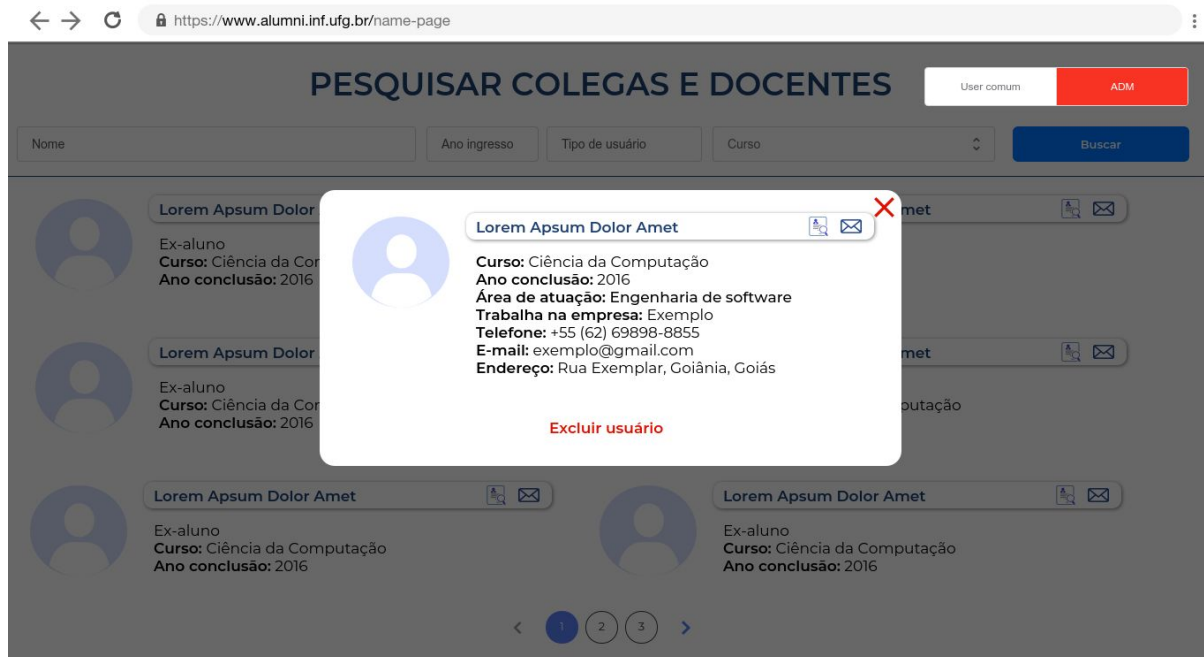 https://www.alumni.inf.ufg.br/name-page
PESQUISAR COLEGAS E DOCENTES
User comum
ADM
Nome
Ano ingresso
Tipo de usuário
Curso
Buscar
Lorem Apsum Dolor
Ex-aluno
Curso: Ciência da Cor
Ano conclusão: 2016
met
Lorem Apsum Dolor Amet
Curso: Ciência da Computação
Ano conclusão: 2016
Área de atuação: Engenharia de software
Trabalha na empresa: Exemplo
Telefone: +55 (62) 69898-8855
E-mail: exemplo@gmail.com
Endereço: Rua Exemplar, Goiânia, Goiás
Excluir usuário
Lorem Apsum Dolor
Ex-aluno
Curso: Ciência da Cor
Ano conclusão: 2016
met
outação
Lorem Apsum Dolor Amet
Ex-aluno
Curso: Ciência da Computação
Ano conclusão: 2016
Lorem Apsum Dolor Amet
Ex-aluno
Curso: Ciência da Computação
Ano conclusão: 2016
1 2 3